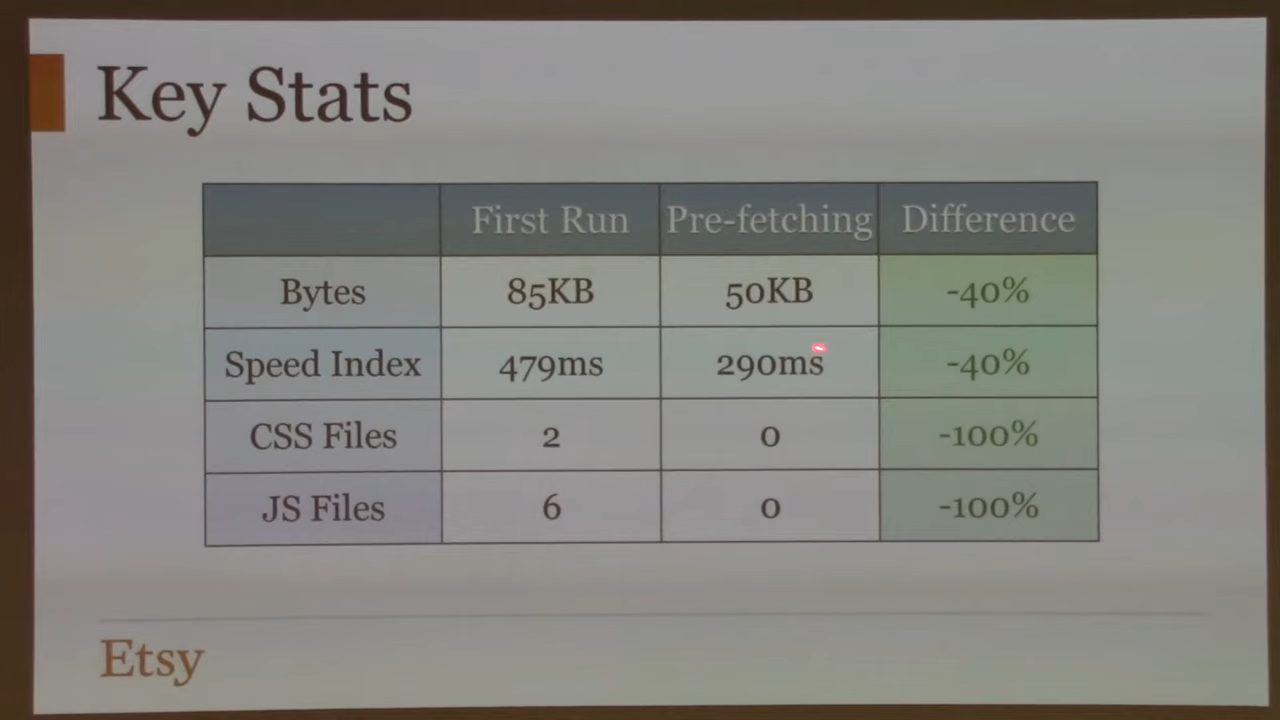 Key Stats
First Run Pre-fetching Difference
Bytes 85KB 50KB -40%
Speed Index 479ms 290ms -40%
CSS Files 2 0 -100%
JS Files 6 0 -100%
Etsy